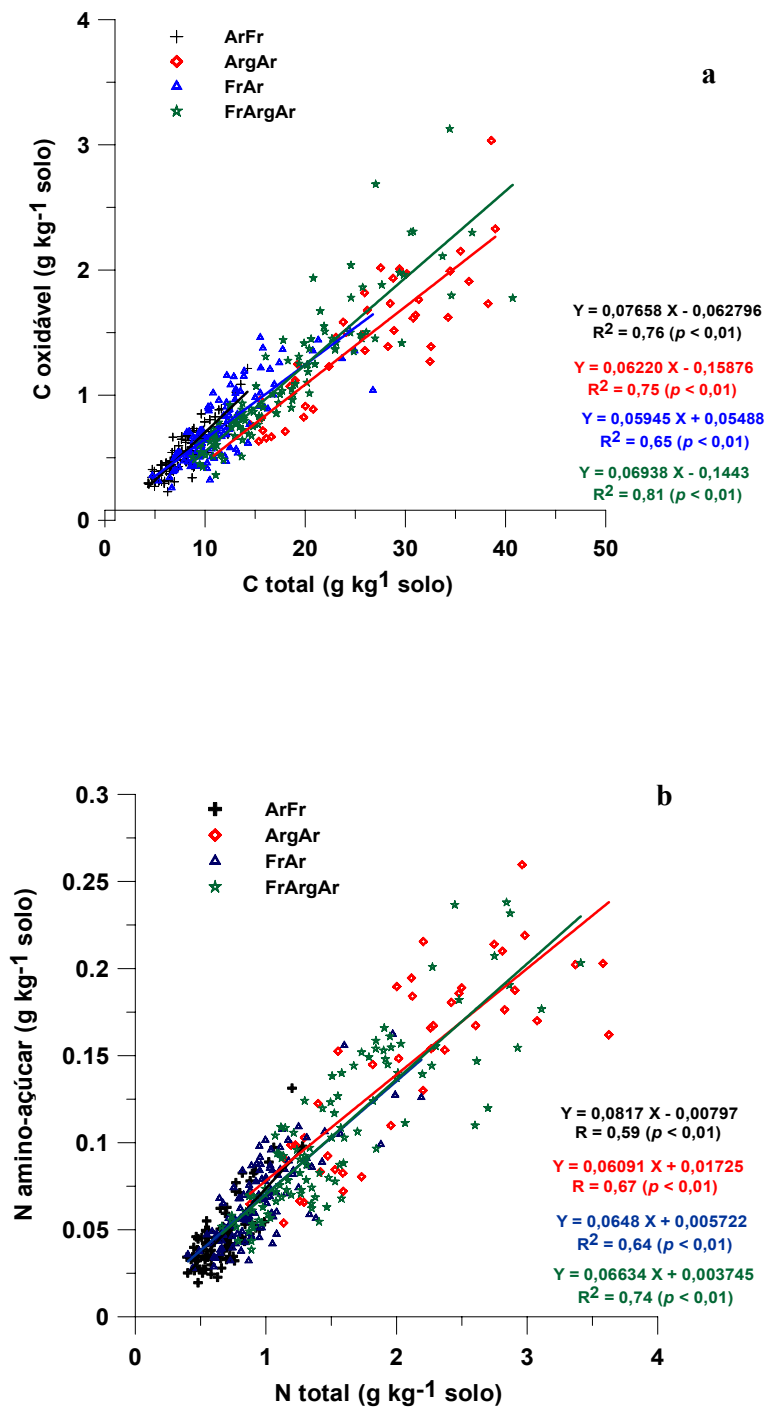 4
3
2
1
0
C oxidável (g kg-1 solo)
ArFr
ArgAr
FrAr
FrArgAr
a
Y = 0,07658 X - 0,062796
R2 = 0,76 (p < 0,01)
Y = 0,06220 X - 0,15876
R2 = 0,75 (p < 0,01)
Y = 0,05945 X + 0,05488
R2 = 0,65 (p < 0,01)
Y = 0,06938 X - 0,1443
R2 = 0,81 (p < 0,01)
0 10 20 30 40 50
C total (g kg1 solo)
0.3
0.25
0.2
0.15
0.1
0.05
0
N amino-açúcar (g kg-1 solo)
ArFr
ArgAr
FrAr
FrArgAr
b
Y = 0,0817 X - 0,00797
R = 0,59 (p < 0,01)
Y = 0,06091 X + 0,01725
R = 0,67 (p < 0,01)
Y = 0,0648 X + 0,005722
R2 = 0,64 (p < 0,01)
Y = 0,06634 X + 0,003745
R2 = 0,74 (p < 0,01)
0 1 2 3 4
N total (g kg-1 solo)